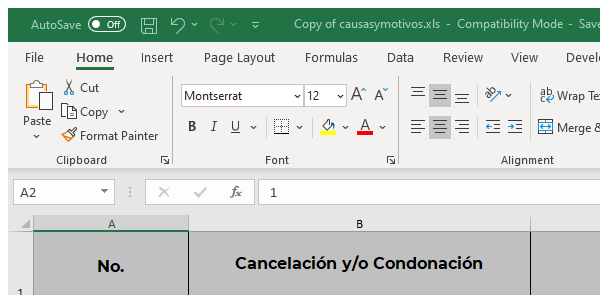 AutoSave Off Copy of causasymotivos.xls - Compatibility Mode - Save
File Home Insert Page Layout Formulas Data Review View Develo
Cut
Copy
Format Painter
Paste
Montserrat 12 A A
B I U A
ab Wrap Te
Merge &
Clipboard Font Alignment
A2 fx 1
A B
1 No. Cancelación y/o Condonación